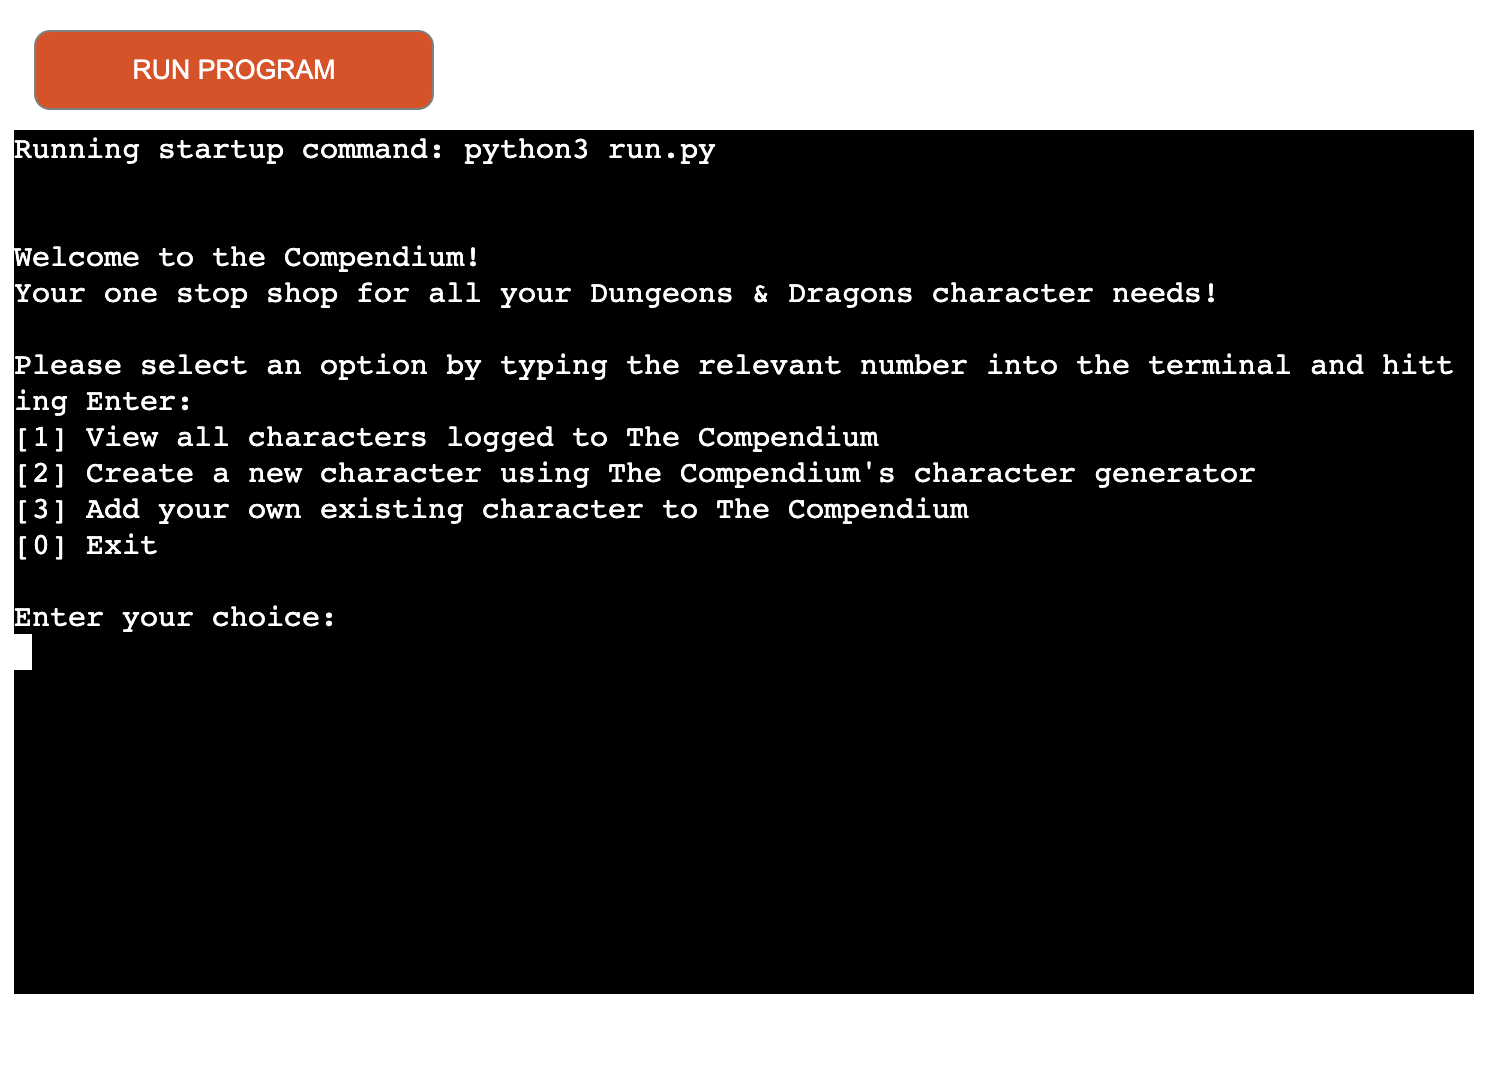 RUN PROGRAM
Running startup command: python3 run.py
Welcome to the Compendium!
Your one stop shop for all your Dungeons & Dragons character needs!
Please select an option by typing the relevant number into the terminal and hitt
ing Enter:
[1] View all characters logged to The Compendium
[2] Create a new character using The Compendium's character generator
[3] Add your own existing character to The Compendium
[0] Exit
Enter your choice: